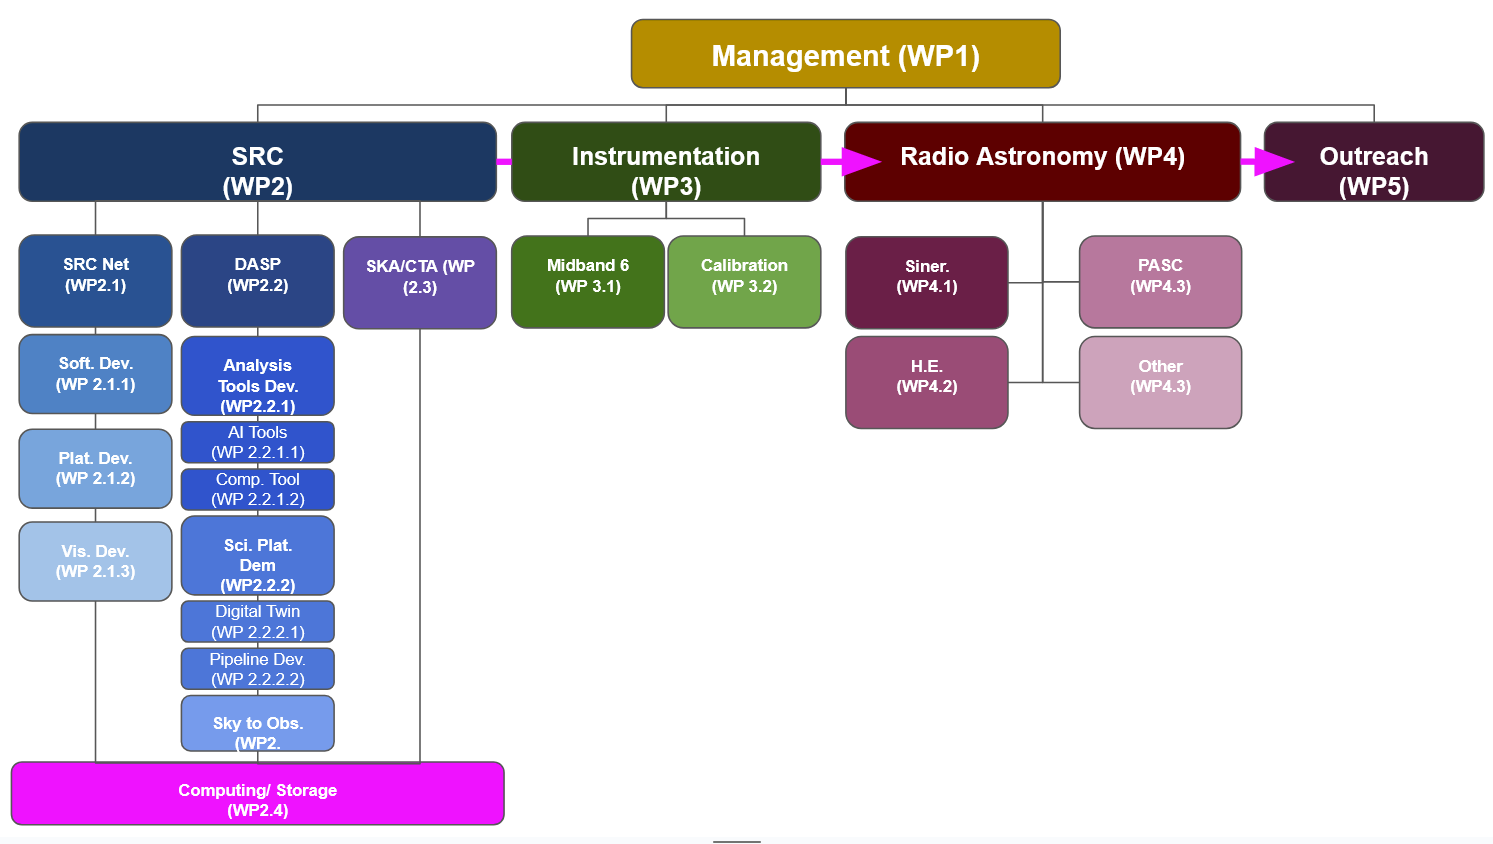 Management (WP1)
SRC
(WP2)
Instrumentation
(WP3)
Radio Astronomy (WP4)
Outreach
(WP5)
SRC Net
(WP2.1)
DASP
(WP2.2)
SKA/CTA (WP
2.3)
Midband 6
(WP 3.1)
Calibration
(WP 3.2)
Siner.
(WP4.1)
PASC
(WP4.3)
Soft. Dev.
(WP 2.1.1)
Analysis
Tools Dev.
(WP2.2.1)
H.E.
(WP4.2)
Other
(WP4.3)
AI Tools
(WP 2.2.1.1)
Plat. Dev.
(WP 2.1.2)
Comp. Tool
(WP 2.2.1.2)
Vis. Dev.
(WP 2.1.3)
Sci. Plat.
Dem
(WP2.2.2)
Digital Twin
(WP 2.2.2.1)
Pipeline Dev.
(WP 2.2.2.2)
Sky to Obs.
(WP2.
Computing/ Storage
(WP2.4)